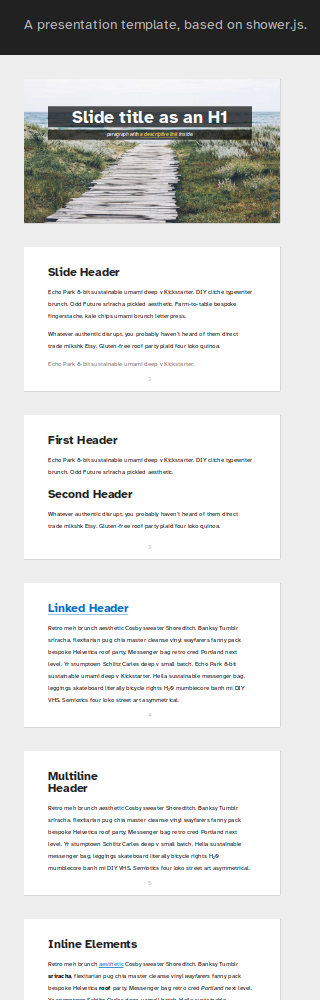 A presentation template, based on shower.js.
Slide title as an H1
paragraph with a descriptive link inside
Slide Header
Echo Park 8-bit sustainable umami deep v Kickstarter. DIY cliche typewriter
brunch. Odd Future sriracha pickled aesthetic. Farm-to-table bespoke
fingerstache, kale chips umami brunch letterpress.
Whatever authentic disrupt, you probably haven't heard of them direct
trade mlkshk Etsy. Gluten-free roof party plaid four loko quinoa.
Echo Park 8-bit sustainable umami deep v Kickstarter.
2
First Header
Echo Park 8-bit sustainable umami deep v Kickstarter. DIY cliche typewriter
brunch. Odd Future sriracha pickled aesthetic.
Second Header
Whatever authentic disrupt, you probably haven't heard of them direct
trade mlkshk Etsy. Gluten-free roof party plaid four loko quinoa.
3
Linked Header
Retro meh brunch aesthetic Cosby sweater Shoreditch. Banksy Tumblr
sriracha, flexitarian pug chia master cleanse vinyl wayfarers fanny pack
bespoke Helvetica roof party. Messenger bag retro cred Portland next
level. Yr stumptown Schlitz Carles deep v small batch. Echo Park 8-bit
sustainable umami deep v Kickstarter. Hella sustainable messenger bag,
leggings skateboard literally bicycle rights H₂0 mumblecore banh mi DIY
VHS. Semiotics four loko street art asymmetrical.
4
Multiline
Header
Retro meh brunch aesthetic Cosby sweater Shoreditch. Banksy Tumblr
sriracha, flexitarian pug chia master cleanse vinyl wayfarers fanny pack
bespoke Helvetica roof party. Messenger bag retro cred Portland next
level. Yr stumptown Schlitz Carles deep v small batch. Hella sustainable
messenger bag, leggings skateboard literally bicycle rights H₂0
mumblecore banh mi DIY VHS. Semiotics four loko street art asymmetrical.
5
Inline Elements
Retro meh brunch aesthetic Cosby sweater Shoreditch. Banksy Tumblr
sriracha, flexitarian pug chia master cleanse vinyl wayfarers fanny pack
bespoke Helvetica roof party. Messenger bag retro cred Portland next level.
Yr stumptown Schlitz Carles deep v small batch. Hella sustainable